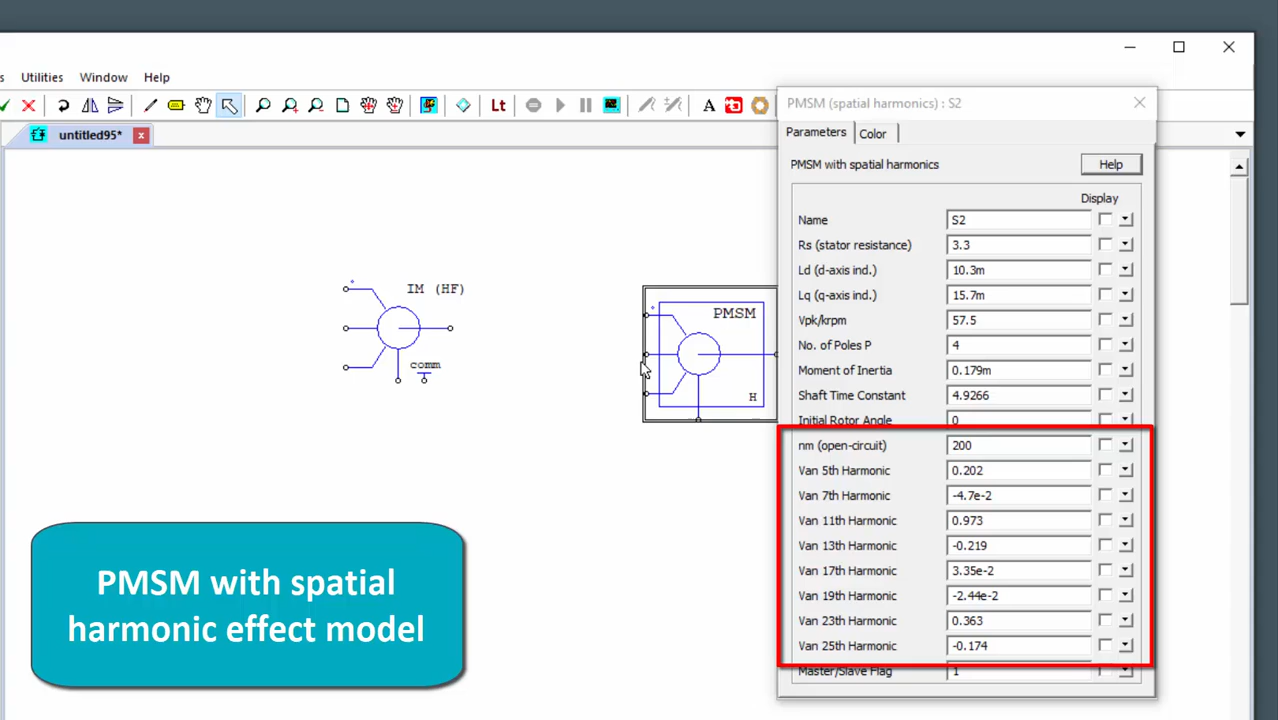 s Utilities Window Help
Lt
A
untitled95* x
PMSM (spatial harmonics) : S2
Parameters Color
PMSM with spatial harmonics Help
Display
Name S2
Rs (stator resistance) 3.3
Ld (d-axis ind.) 10.3m
Lq (q-axis ind.) 15.7m
Vpk/krpm 57.5
No. of Poles P 4
Moment of Inertia 0.179m
Shaft Time Constant 4.9266
Initial Rotor Angle 0
nm (open-circuit) 200
Van 5th Harmonic 0.202
Van 7th Harmonic -4.7e-2
Van 11th Harmonic 0.973
Van 13th Harmonic -0.219
Van 17th Harmonic 3.35e-2
Van 19th Harmonic -2.44e-2
Van 23th Harmonic 0.363
Van 25th Harmonic -0.174
Master/Slave Flag 1
IM (HF)
comm
PMSM
H
PMSM with spatial
harmonic effect model